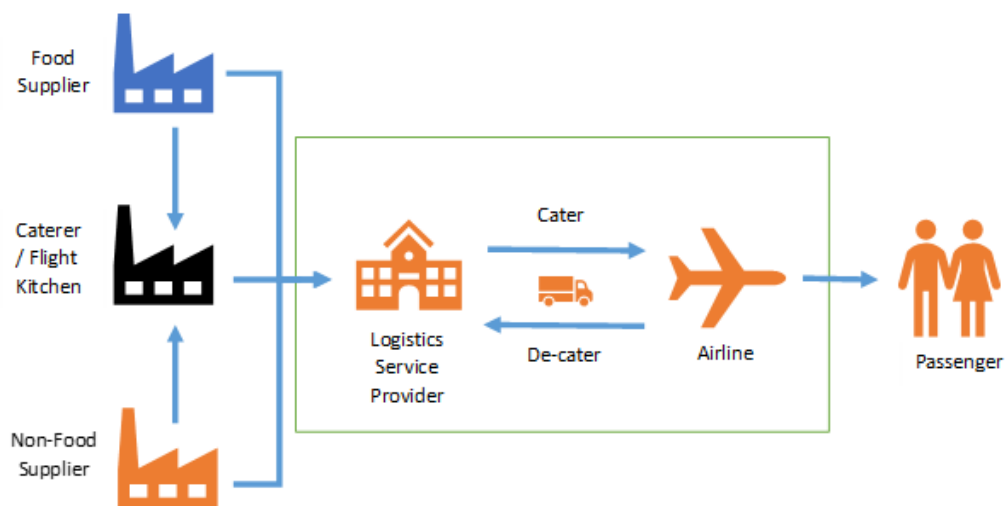 Food
Supplier
Caterer
/ Flight
Kitchen
Non-Food
Supplier
Cater
De-cater
Logistics
Service
Provider
Airline
Passenger